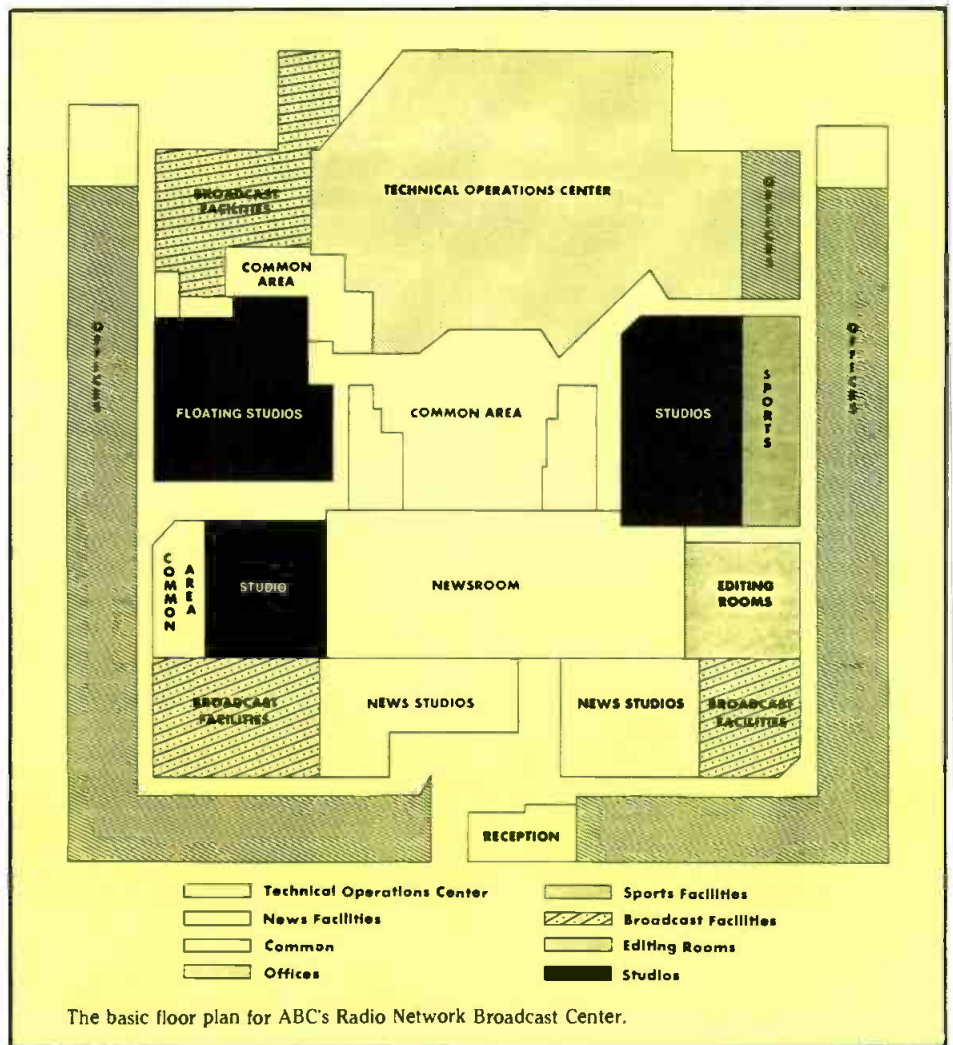 BROADCAST
FACILITIES
TECHNICAL OPERATIONS CENTER
OFFICES
COMMON
AREA
OFFICES
OFFICES
FLOATING STUDIOS
COMMON AREA
STUDIOS
SPORTS
COMMON
AREA
STUDIO
NEWSROOM
EDITING
ROOMS
BROADCAST
FACILITIES
NEWS STUDIOS
NEWS STUDIOS
BROADCAST
FACILITIES
RECEPTION
Technical Operations Center
News Facilities
Common
Offices
Sports Facilities
Broadcast Facilities
Editing Rooms
Studios
The basic floor plan for ABC's Radio Network Broadcast Center.